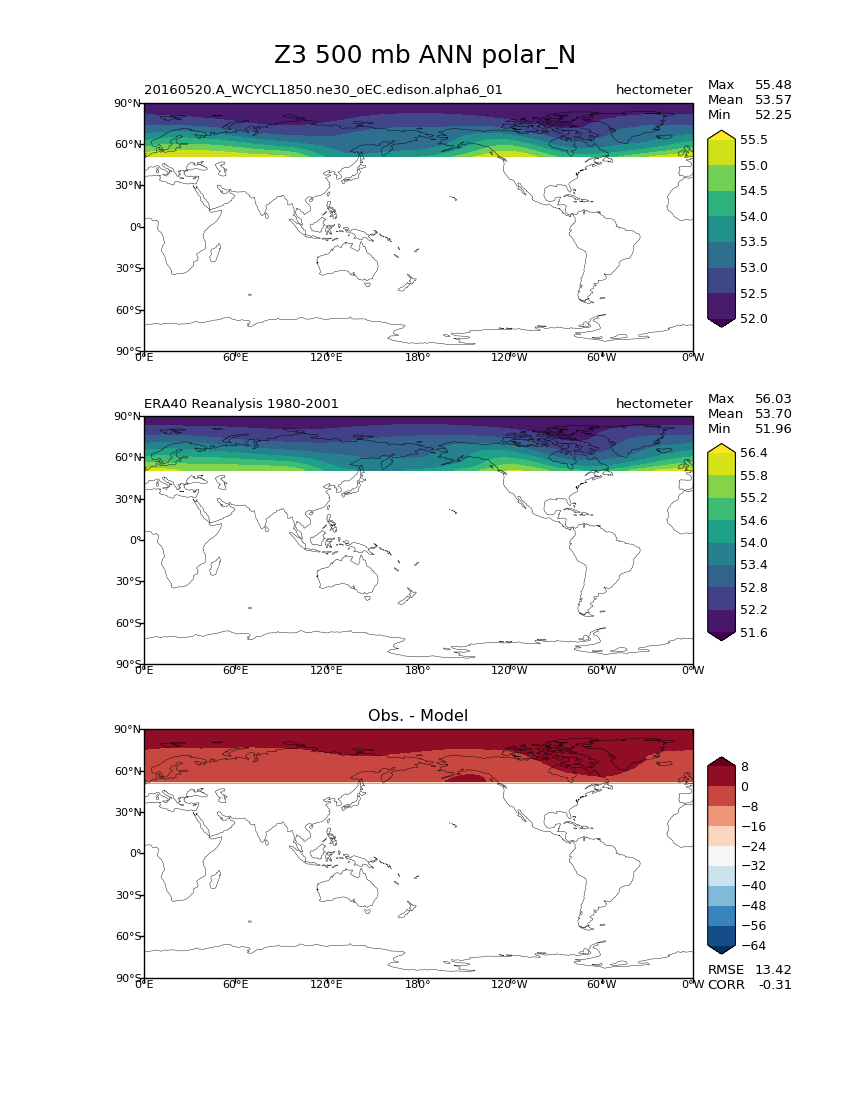 Z3 500 mb ANN polar_N
20160520.A_WCYCL1850.ne30_oEC.edison.alpha6_01 hectometer
Max 55.48
Mean 53.57
Min 52.25
90°N
60°N
30°N
0°
30°S
60°S
90°S
0°E 60°E 120°E 180° 120°W 60°W 0°W
55.5
55.0
54.5
54.0
53.5
53.0
52.5
52.0
ERA40 Reanalysis 1980-2001 hectometer
Max 56.03
Mean 53.70
Min 51.96
90°N
60°N
30°N
0°
30°S
60°S
90°S
0°E 60°E 120°E 180° 120°W 60°W 0°W
56.4
55.8
55.2
54.6
54.0
53.4
52.8
52.2
51.6
Obs. - Model
90°N
60°N
30°N
0°
30°S
60°S
90°S
0°E 60°E 120°E 180° 120°W 60°W 0°W
8
0
−8
−16
−24
−32
−40
−48
−56
−64
RMSE 13.42
CORR -0.31